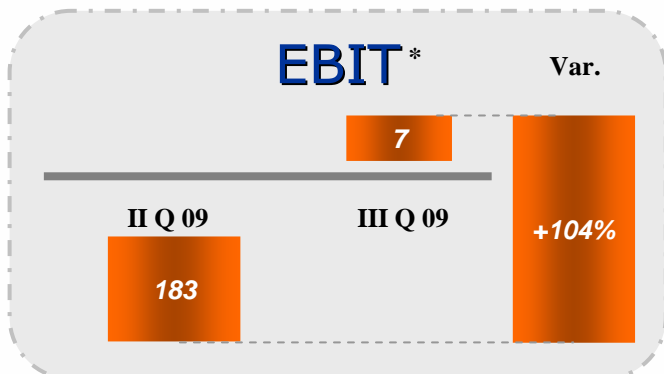 EBIT *
Var.
7
II Q 09
III Q 09
+104%
183